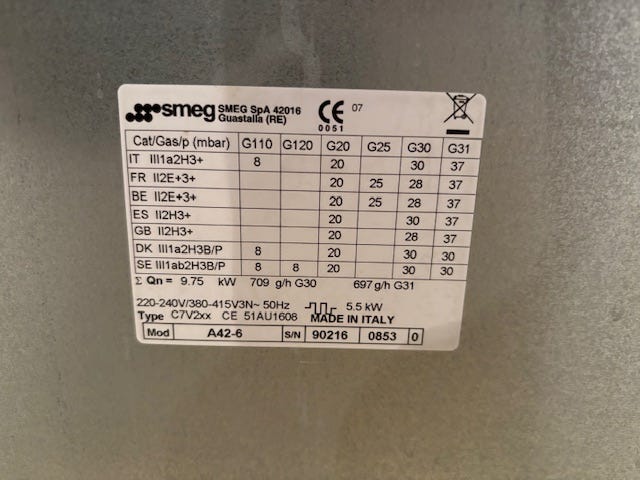 smeg SMEG SpA 42016 CE 07
Guastalla (RE) 0051
Cat/Gas/p (mbar) G110 G120 G20 G25 G30 G31
IT III1a2H3+ 8 20 30 37
FR II2E+3+ 20 25 28 37
BE II2E+3+ 20 25 28 37
ES II2H3+ 20 30 37
GB II2H3+ 20 28 37
DK III1a2H3B/P 8 20 30 30
SE III1ab2H3B/P 8 8 20 30 30
Σ Qn = 9.75 kW 709 g/h G30 697 g/h G31
220-240V/380-415V3N~ 50Hz 5.5 kW
Type C7V2xx CE 51AU1608 MADE IN ITALY
Mod A42-6 S/N 90216 0853 0